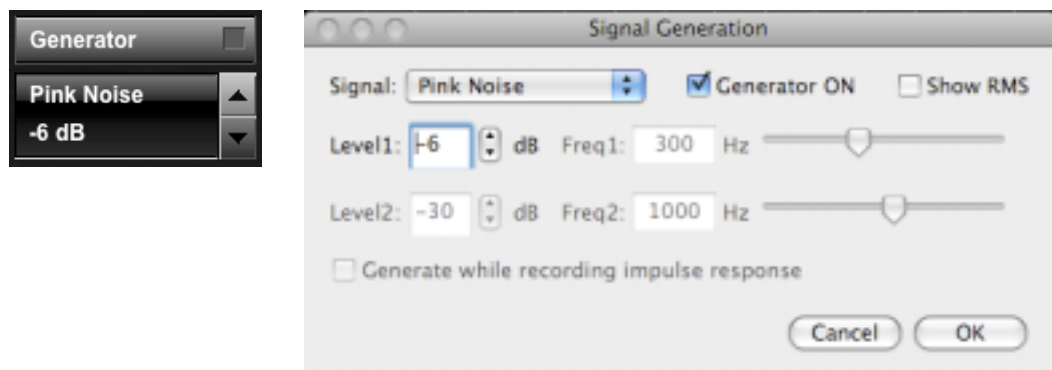 Generator
Pink Noise
-6 dB
Signal Generation
Signal: Pink Noise Generator ON Show RMS
Level1: -6 dB Freq1: 300 Hz
Level2: -30 dB Freq2: 1000 Hz
Generate while recording impulse response
Cancel OK